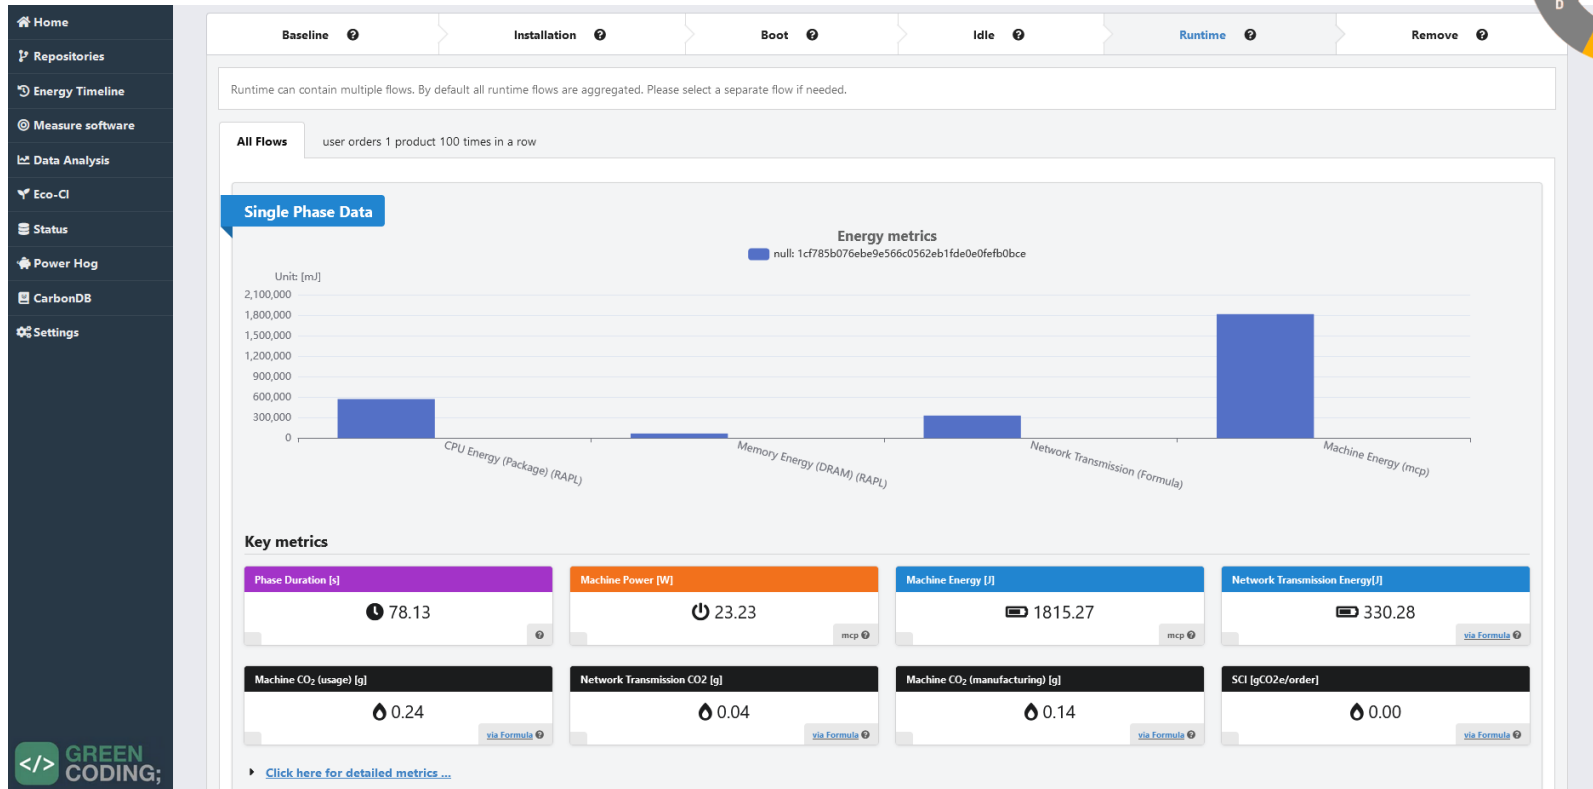 D
Home
Repositories
Energy Timeline
Measure software
Data Analysis
Eco-CI
Status
Power Hog
CarbonDB
Settings
</> GREEN
CODING;
Baseline Installation Boot Idle Runtime Remove
Runtime can contain multiple flows. By default all runtime flows are aggregated. Please select a separate flow if needed.
All Flows user orders 1 product 100 times in a row
Single Phase Data
Energy metrics
null: 1cf785b076ebe9e566c0562eb1fde0e0fefb0bce
Unit: [mJ]
2,100,000
1,800,000
1,500,000
1,200,000
900,000
600,000
300,000
0
CPU Energy (Package) (RAPL)
Memory Energy (DRAM) (RAPL)
Network Transmission (Formula)
Machine Energy (mcp)
Key metrics
Phase Duration [s]
78.13
Machine Power [W]
23.23
mcp
Machine Energy [J]
1815.27
mcp
Network Transmission Energy[J]
330.28
via Formula
Machine CO₂ (usage) [g]
0.24
via Formula
Network Transmission CO2 [g]
0.04
via Formula
Machine CO₂ (manufacturing) [g]
0.14
via Formula
SCI [gCO2e/order]
0.00
via Formula
Click here for detailed metrics ...